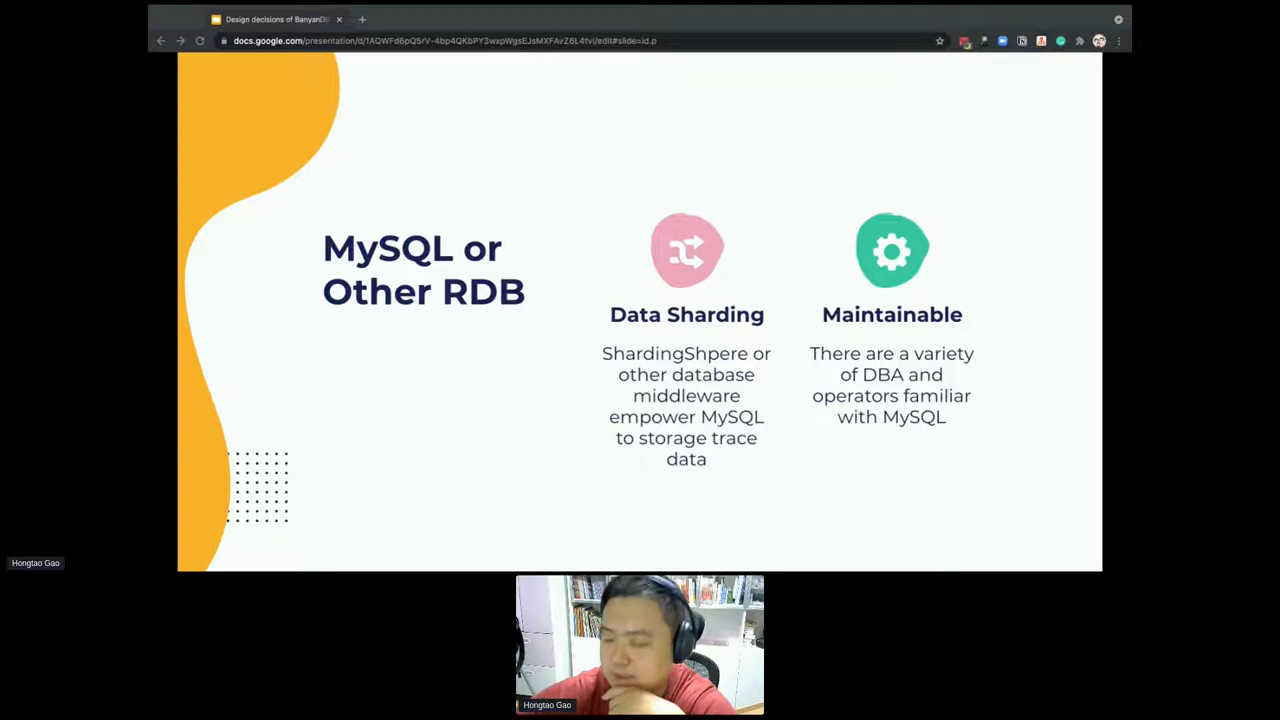 Design decisions of BanyanDB
docs.google.com/presentation/d/1AQWFd6pQ5rV-4bp4QKbPY3wxpWgsEJsMXFAvZ6L4tvI/edit#slide=id.p
MySQL or
Other RDB
Data Sharding
ShardingShpere or
other database
middleware
empower MySQL
to storage trace
data
Maintainable
There are a variety
of DBA and
operators familiar
with MySQL
Hongtao Gao
Hongtao Gao